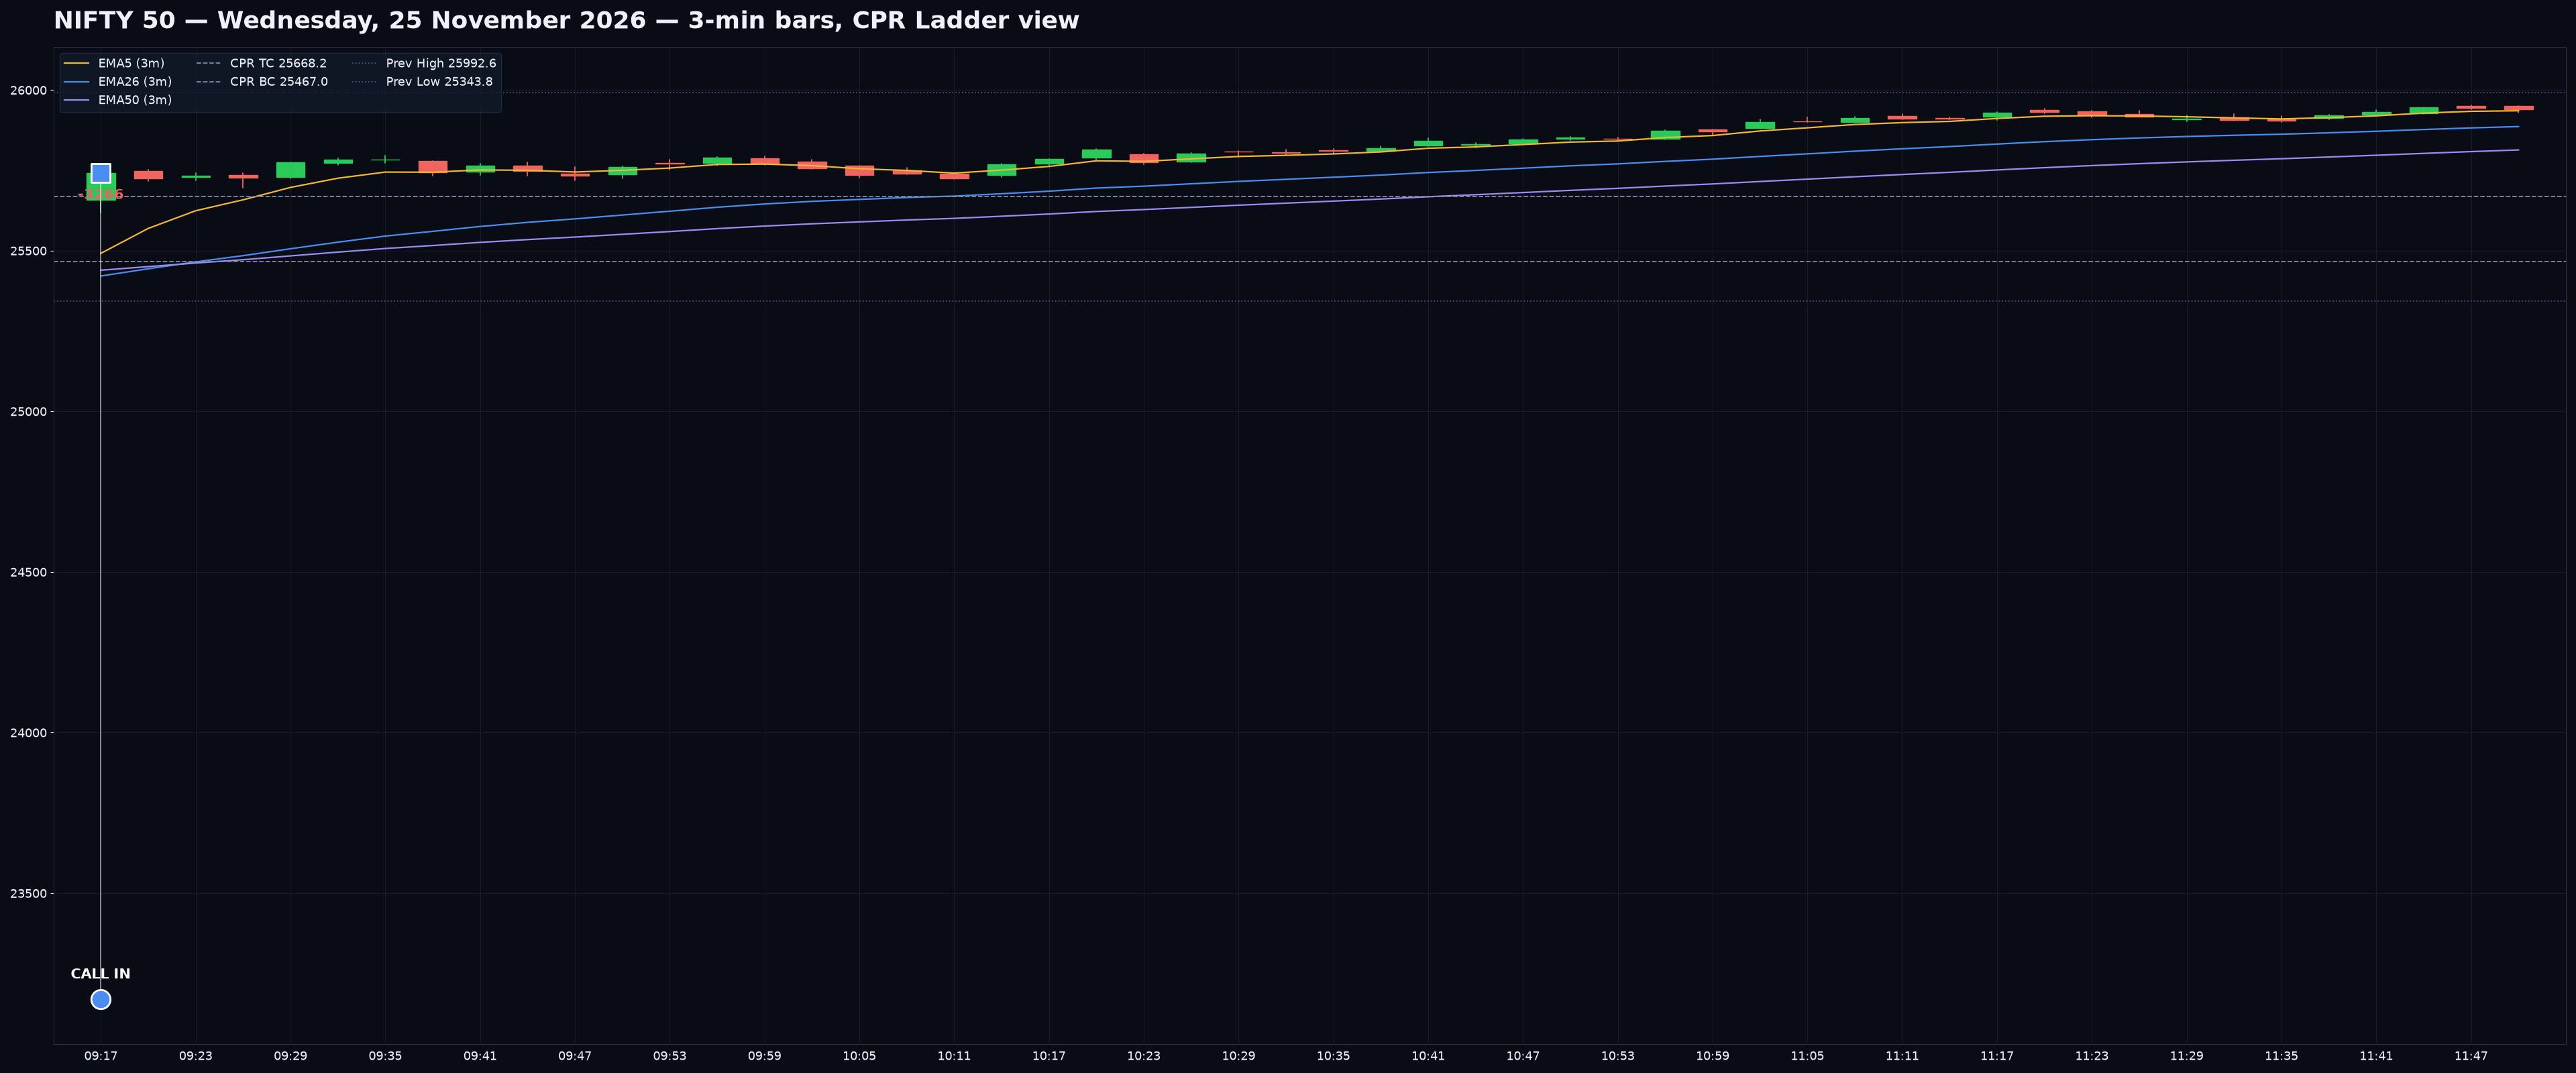 NIFTY 50 — Wednesday, 25 November 2026 — 3-min bars, CPR Ladder view
EMA5 (3m) CPR TC 25668.2 Prev High 25992.6
EMA26 (3m) CPR BC 25467.0 Prev Low 25343.8
EMA50 (3m)
26000
25500
25000
24500
24000
23500
CALL IN
09:17 09:23 09:29 09:35 09:41 09:47 09:53 09:59 10:05 10:11 10:17 10:23 10:29 10:35 10:41 10:47 10:53 10:59 11:05 11:11 11:17 11:23 11:29 11:35 11:41 11:47